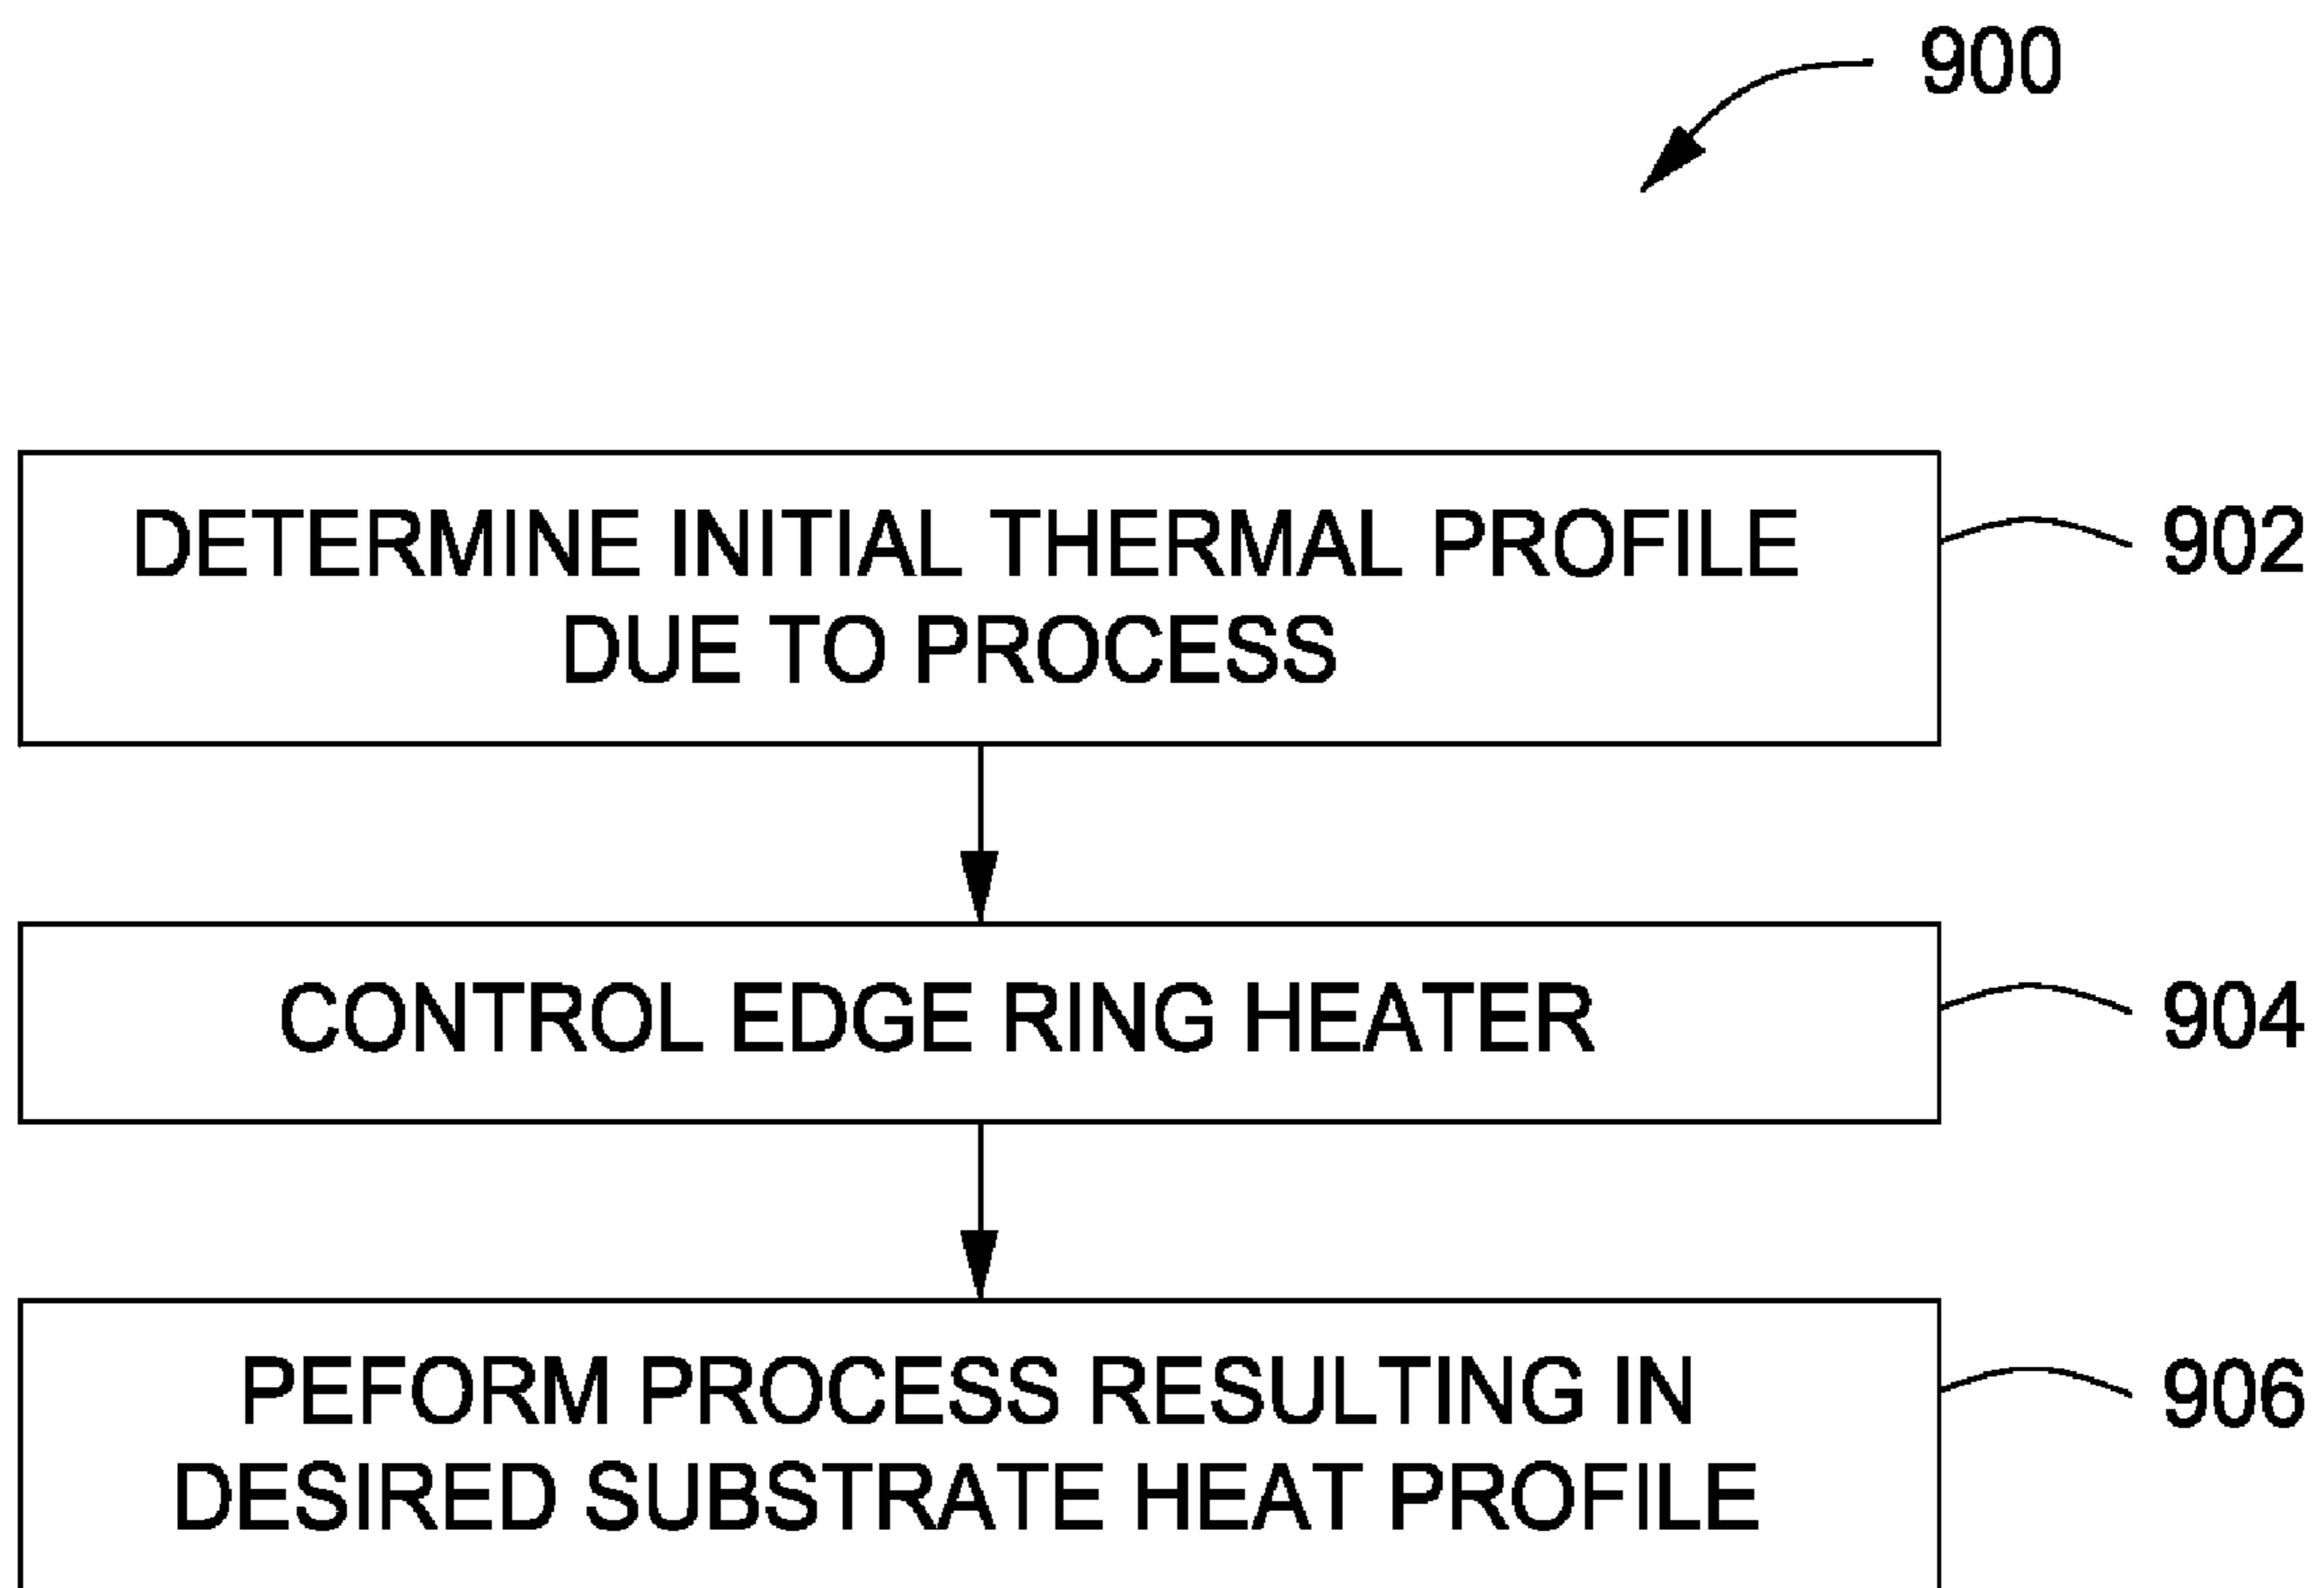 900
DETERMINE INITIAL THERMAL PROFILE
DUE TO PROCESS
902
CONTROL EDGE RING HEATER
904
PEFORM PROCESS RESULTING IN
DESIRED SUBSTRATE HEAT PROFILE
906